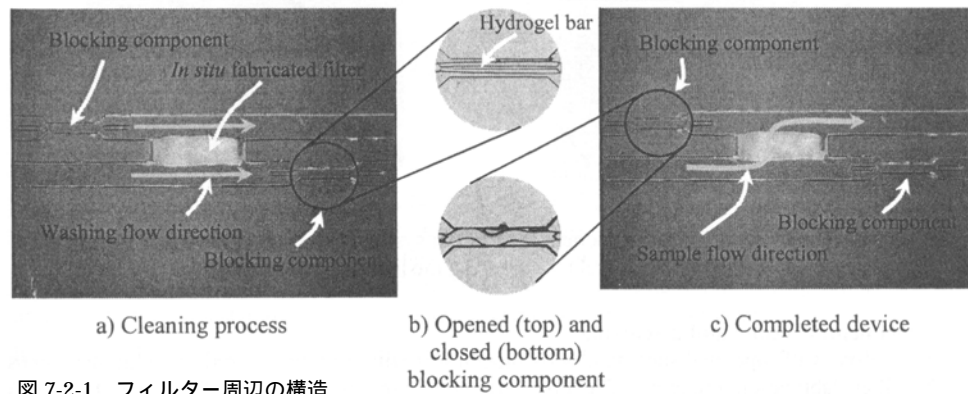 Blocking component
In situ fabricated filter
Washing flow direction
Blocking component
Hydrogel bar
Blocking component
Blocking component
Sample flow direction
a) Cleaning process
b) Opened (top) and
closed (bottom)
blocking component
c) Completed device
図 7-2-1 フィルター周辺の構造